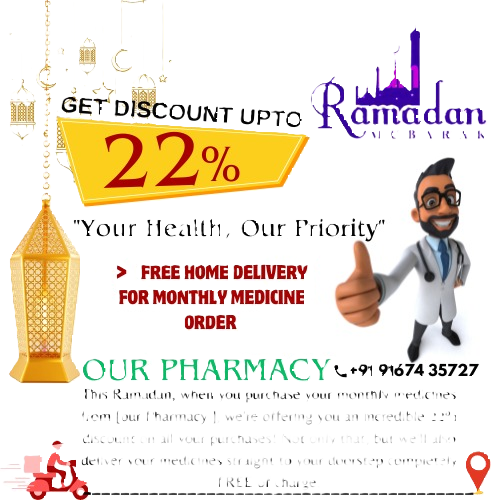 GET DISCOUNT UPTO
22%
Ramadan
MUBARAK
"Your Health, Our Priority"
> FREE HOME DELIVERY
FOR MONTHLY MEDICINE
ORDER
OUR PHARMACY
+91 91674 35727
This Ramadan, when you purchase your monthly medicines
from [our Pharmacy ], we're offering you an incredible 22%
discount on all your purchases! Not only that, but we'll also
deliver your medicines straight to your doorstep completely
FREE of charge